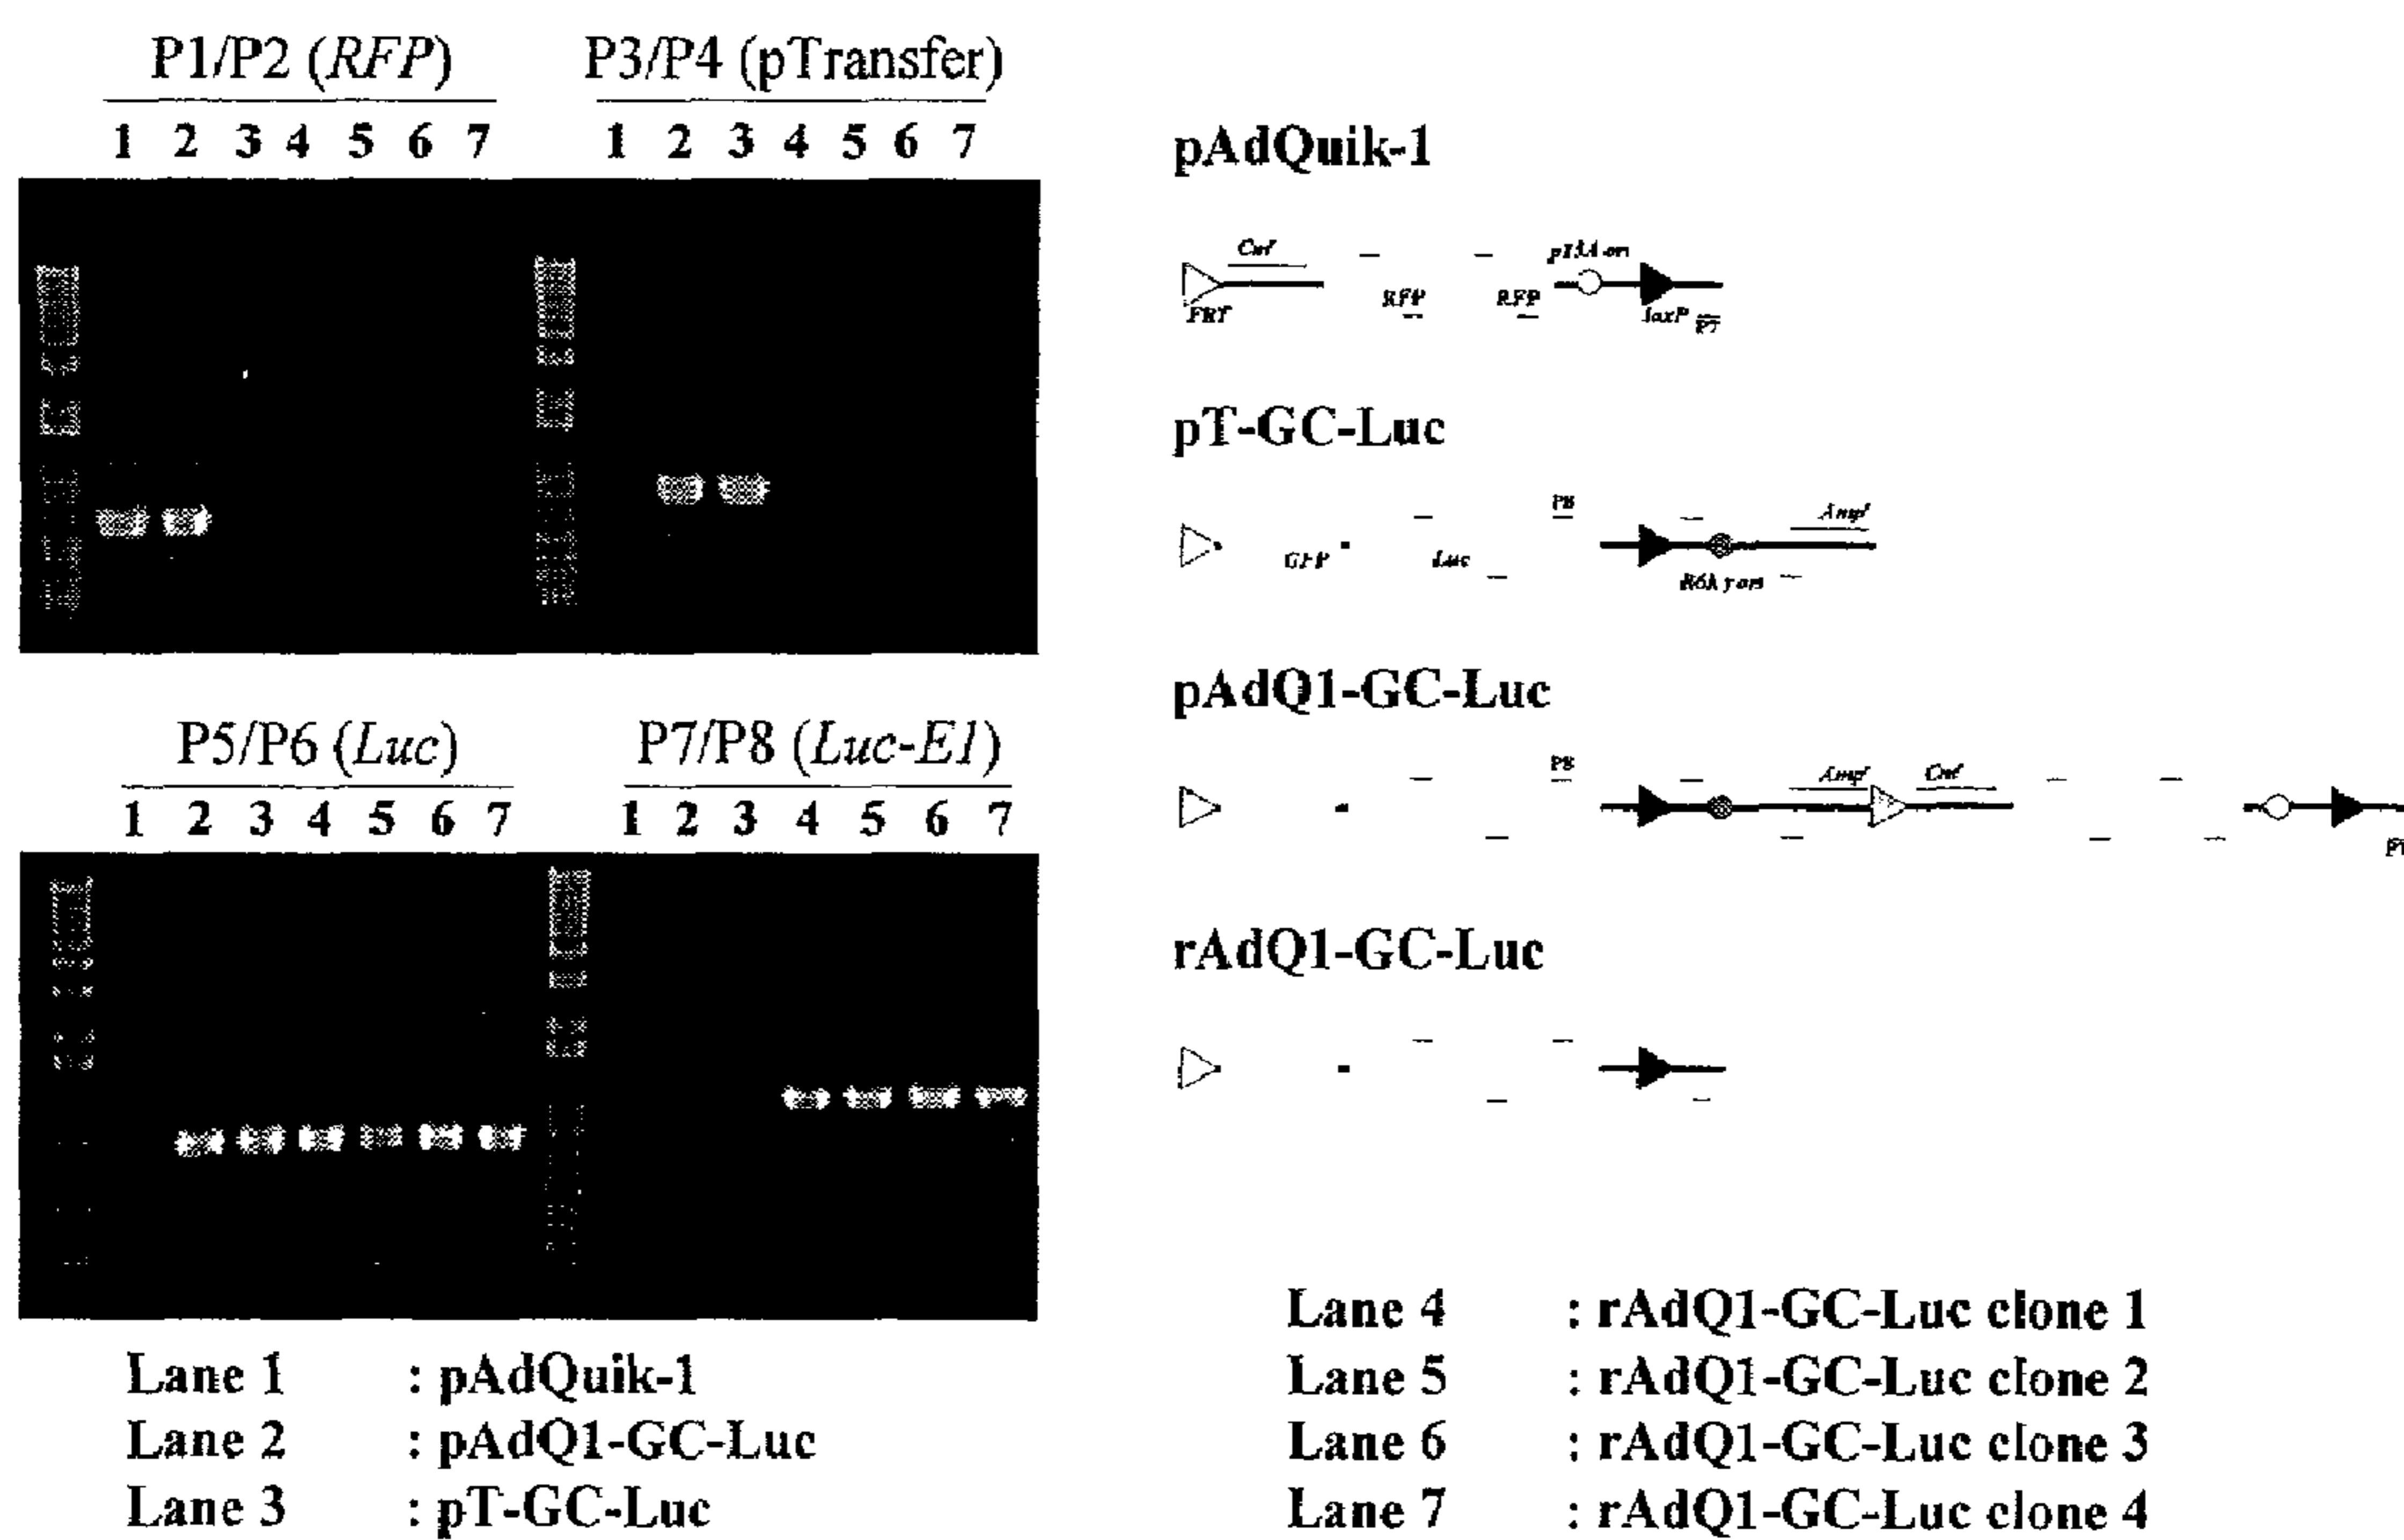 P1/P2 (RFP) P3/P4 (pTransfer)
1 2 3 4 5 6 7 1 2 3 4 5 6 7
P5/P6 (Luc) P7/P8 (Luc-E1)
1 2 3 4 5 6 7 1 2 3 4 5 6 7
Lane 1 : pAdQuik-1
Lane 2 : pAdQ1-GC-Luc
Lane 3 : pT-GC-Luc
pAdQuik-1
RFP RFP
FRT loxP P7
pT-GC-Luc
P8
GFP Luc
pAdQ1-GC-Luc
P8
rAdQ1-GC-Luc
Lane 4 : rAdQ1-GC-Luc clone 1
Lane 5 : rAdQ1-GC-Luc clone 2
Lane 6 : rAdQ1-GC-Luc clone 3
Lane 7 : rAdQ1-GC-Luc clone 4